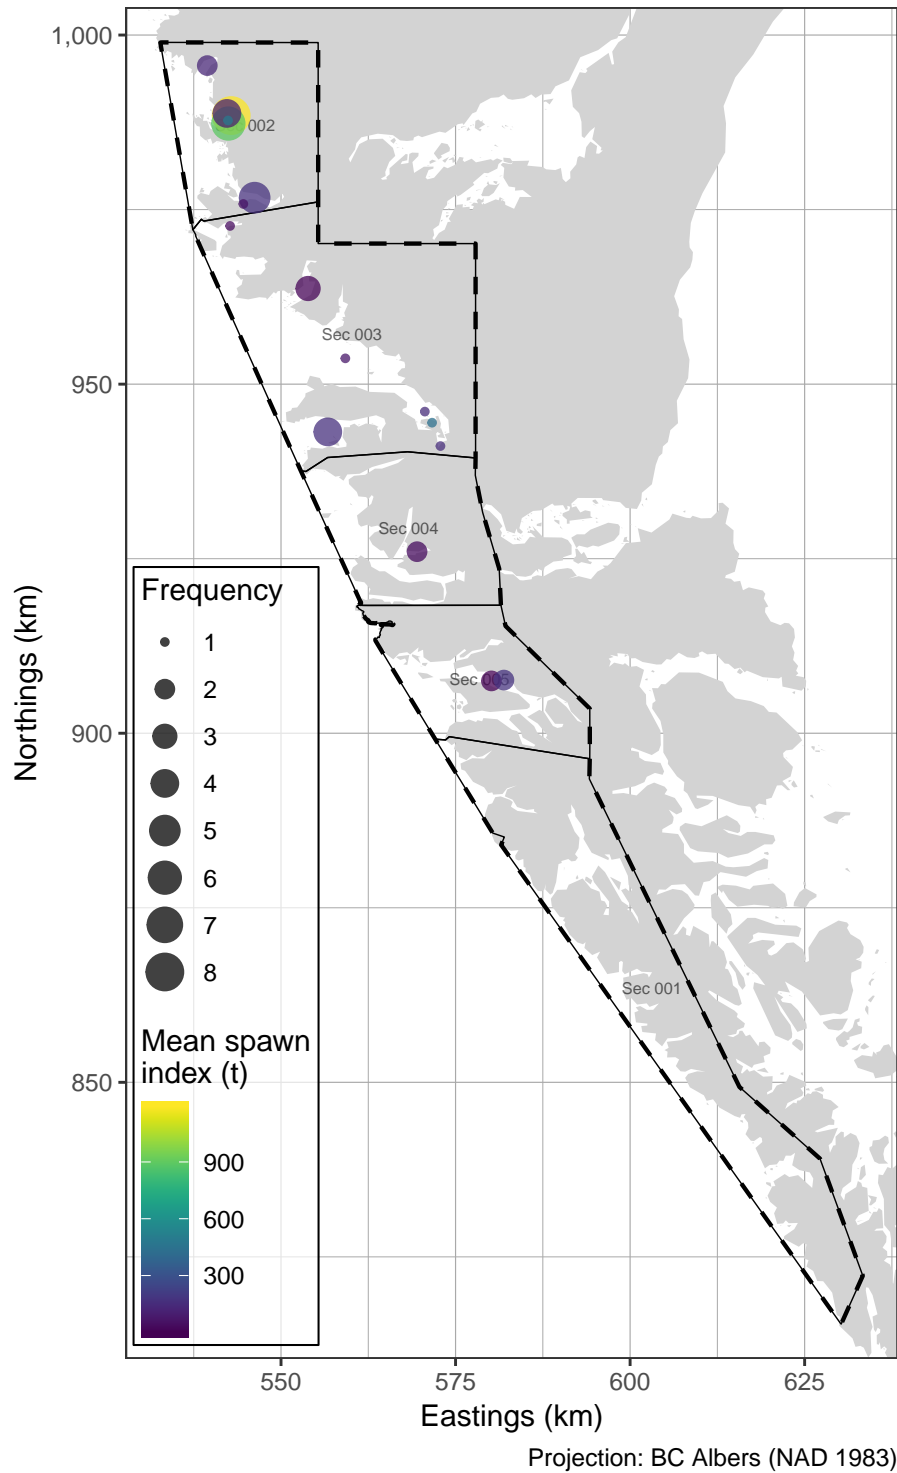 1,000
002
Sec 003
950
Sec 004
Frequency
1
2
3
4
5
6
7
8
Sec 005
900
Mean spawn
index (t)
900
600
300
Sec 001
850
Northings (km)
550
575
600
625
Eastings (km)
Projection: BC Albers (NAD 1983)